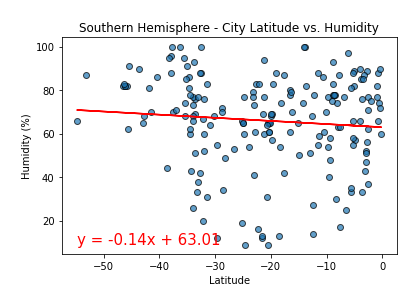 Southern Hemisphere - City Latitude vs. Humidity
Humidity (%)
100
80
60
40
20
y = -0.14x + 63.01
−50
−40
−30
−20
−10
0
Latitude